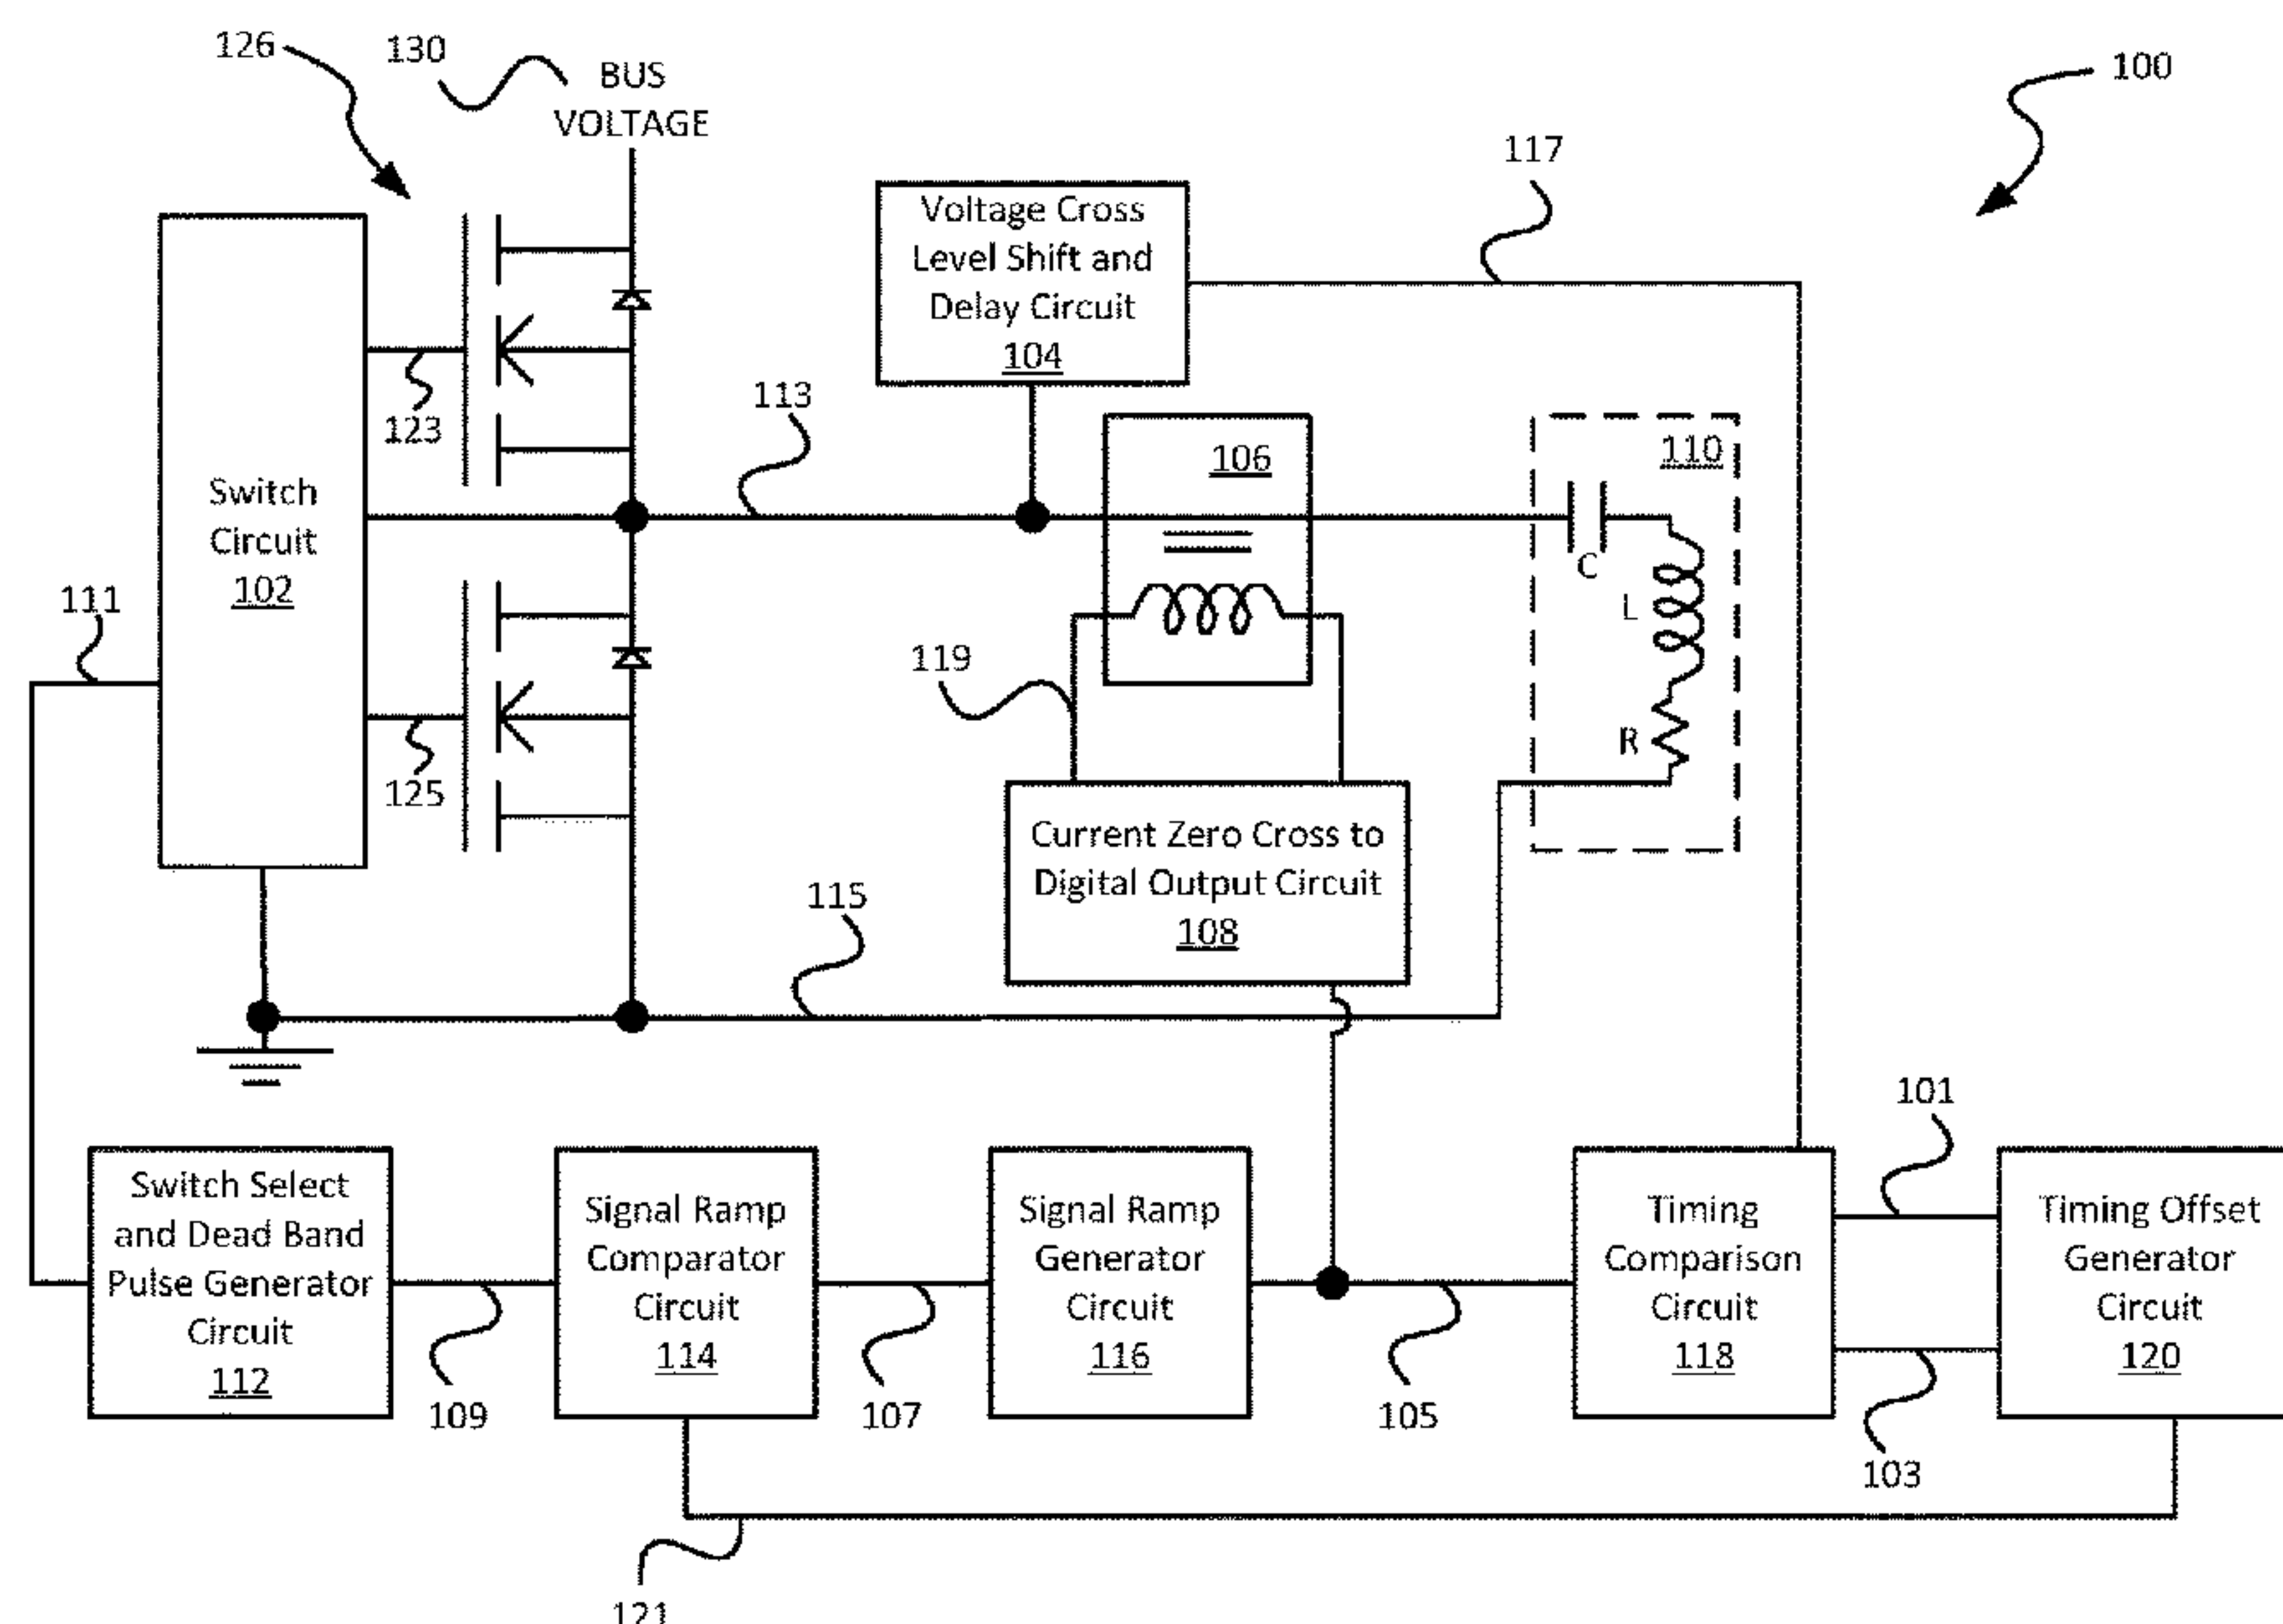 126
130
BUS
VOLTAGE
100
117
Voltage Cross
Level Shift and
Delay Circuit
104
123
113
106
110
Switch
Circuit
102
C
L
111
119
R
125
Current Zero Cross to
Digital Output Circuit
108
115
101
Switch Select
and Dead Band
Pulse Generator
Circuit
112
Signal Ramp
Comparator
Circuit
114
Signal Ramp
Generator
Circuit
116
Timing
Comparison
Circuit
118
Timing Offset
Generator
Circuit
120
109
107
105
103
121